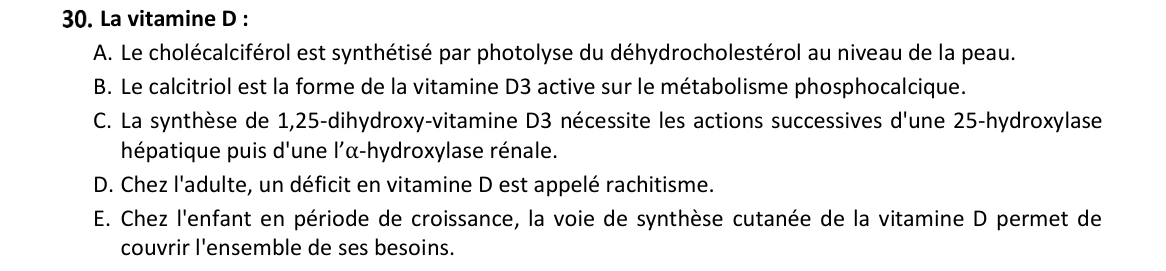 30. La vitamine D :
A. Le cholécalciférol est synthétisé par photolyse du déhydrocholestérol au niveau de la peau.
B. Le calcitriol est la forme de la vitamine D3 active sur le métabolisme phosphocalcique.
C. La synthèse de 1,25-dihydroxy-vitamine D3 nécessite les actions successives d'une 25-hydroxylase
hépatique puis d'une l’α-hydroxylase rénale.
D. Chez l'adulte, un déficit en vitamine D est appelé rachitisme.
E. Chez l'enfant en période de croissance, la voie de synthèse cutanée de la vitamine D permet de
couvrir l'ensemble de ses besoins.